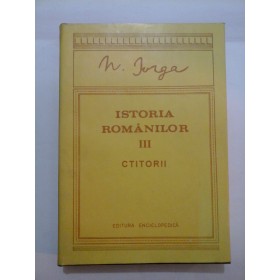 N. Iorga
ISTORIA
ROMÂNILOR
III
CTITORII
EDITURA ENCICLOPEDICĂ